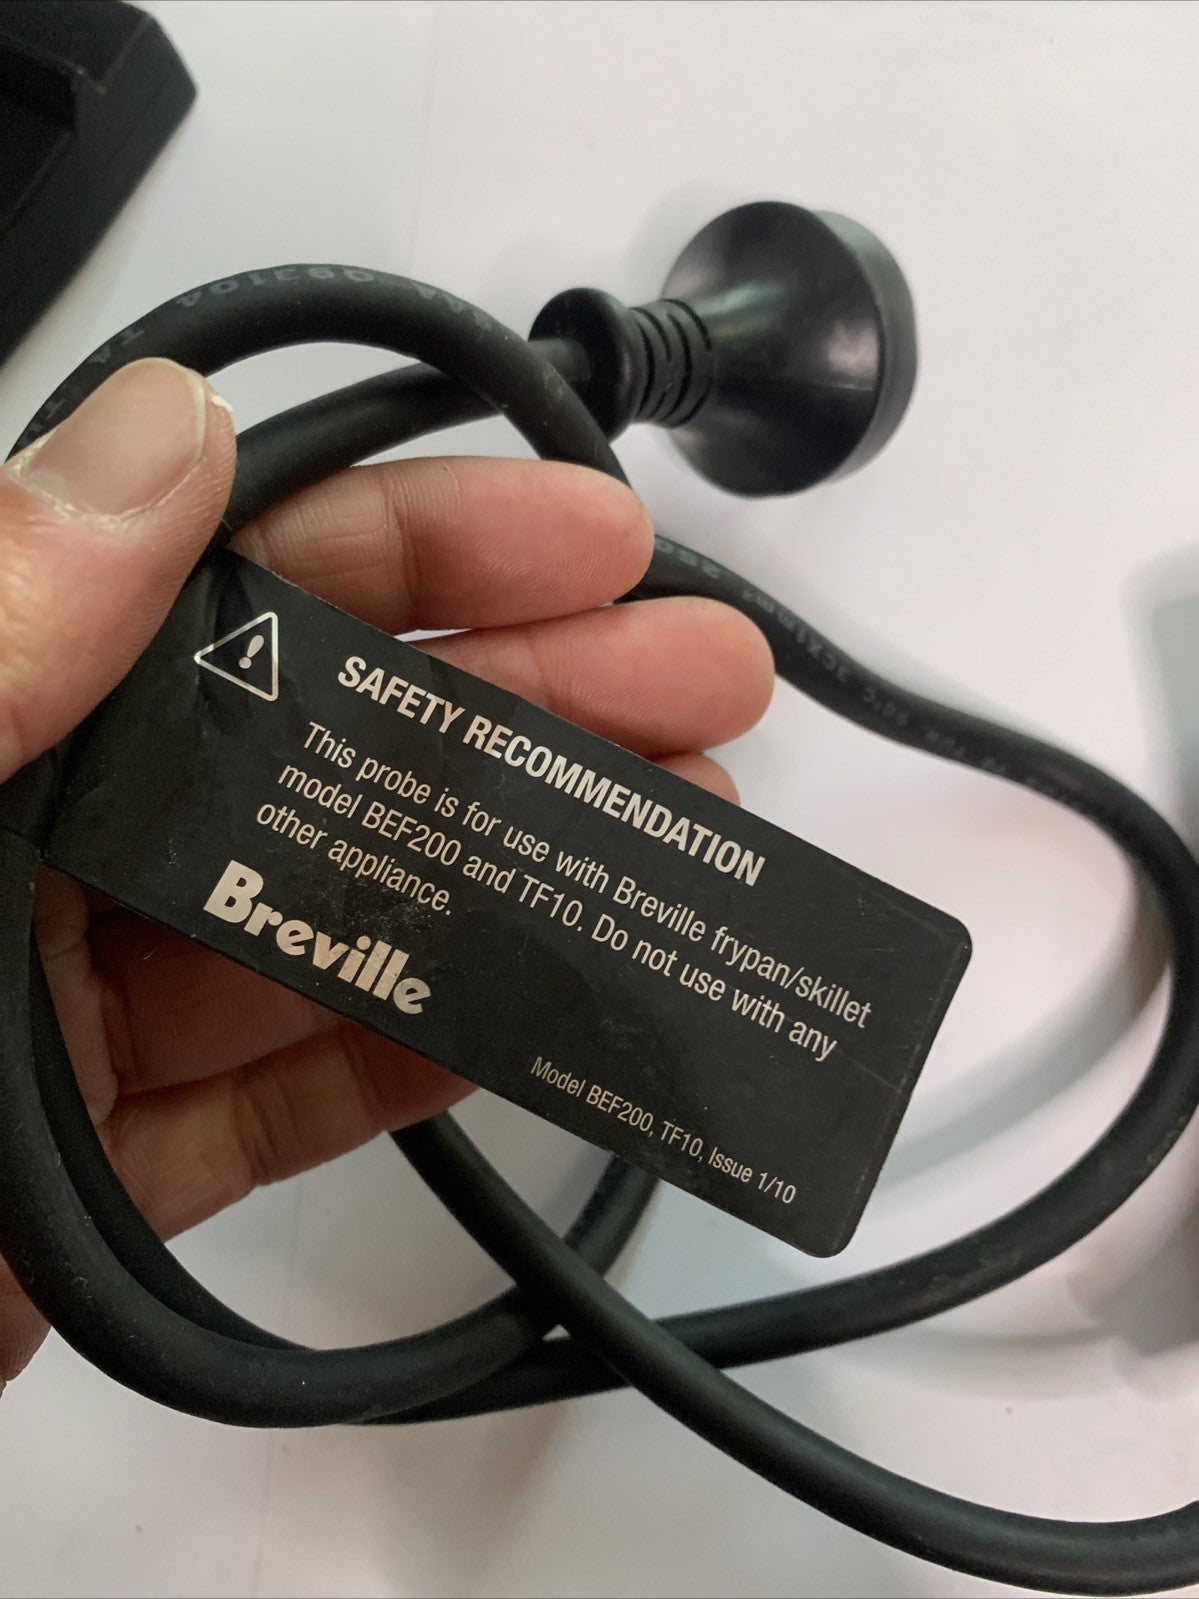 SAFETY RECOMMENDATION
This probe is for use with Breville frypan/skillet
model BEF200 and TF10. Do not use with any
other appliance.
Breville
Model BEF200, TF10, Issue 1/10